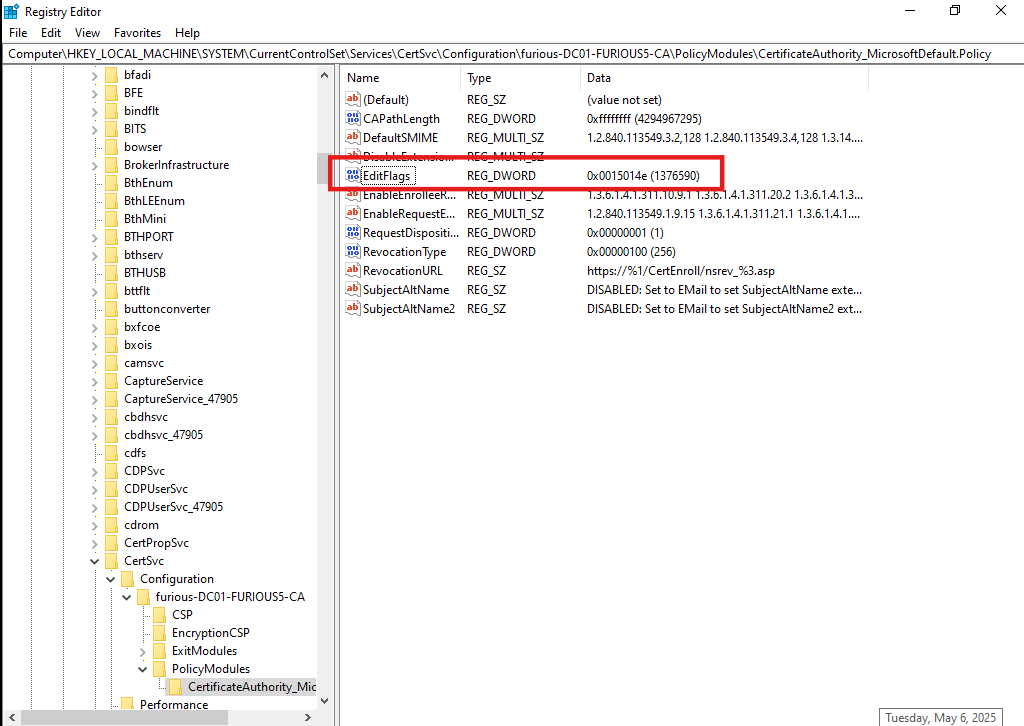 Registry Editor
File Edit View Favorites Help
Computer\HKEY_LOCAL_MACHINE\SYSTEM\CurrentControlSet\Services\CertSvc\Configuration\furious-DC01-FURIOUS5-CA\PolicyModules\CertificateAuthority_MicrosoftDefault.Policy
bfadi
BFE
bindflt
BITS
bowser
BrokerInfrastructure
BthEnum
BthLEEnum
BthMini
BTHPORT
bthserv
BTHUSB
bttflt
buttonconverter
bxfcoe
bxois
camsvc
CaptureService
CaptureService_47905
cbdhsvc
cbdhsvc_47905
cdfs
CDPSvc
CDPUserSvc
CDPUserSvc_47905
cdrom
CertPropSvc
CertSvc
Configuration
furious-DC01-FURIOUS5-CA
CSP
EncryptionCSP
ExitModules
PolicyModules
CertificateAuthority_Mic
Performance
Name Type Data
(Default) REG_SZ (value not set)
CAPathLength REG_DWORD 0xffffffff (4294967295)
DefaultSMIME REG_MULTI_SZ 1.2.840.113549.3.2,128 1.2.840.113549.3.4,128 1.3.14....
DisableExtension... REG_MULTI_SZ
EditFlags REG_DWORD 0x0015014e (1376590)
EnableEnrolleeR... REG_MULTI_SZ 1.3.6.1.4.1.311.10.9.1 1.3.6.1.4.1.311.20.2 1.3.6.1.4.1.3...
EnableRequestE... REG_MULTI_SZ 1.2.840.113549.1.9.15 1.3.6.1.4.1.311.21.1 1.3.6.1.4.1....
RequestDispositi... REG_DWORD 0x00000001 (1)
RevocationType REG_DWORD 0x00000100 (256)
RevocationURL REG_SZ https://%1/CertEnroll/nsrev_%3.asp
SubjectAltName REG_SZ DISABLED: Set to EMail to set SubjectAltName exte...
SubjectAltName2 REG_SZ DISABLED: Set to EMail to set SubjectAltName2 ext...
Tuesday, May 6, 2025